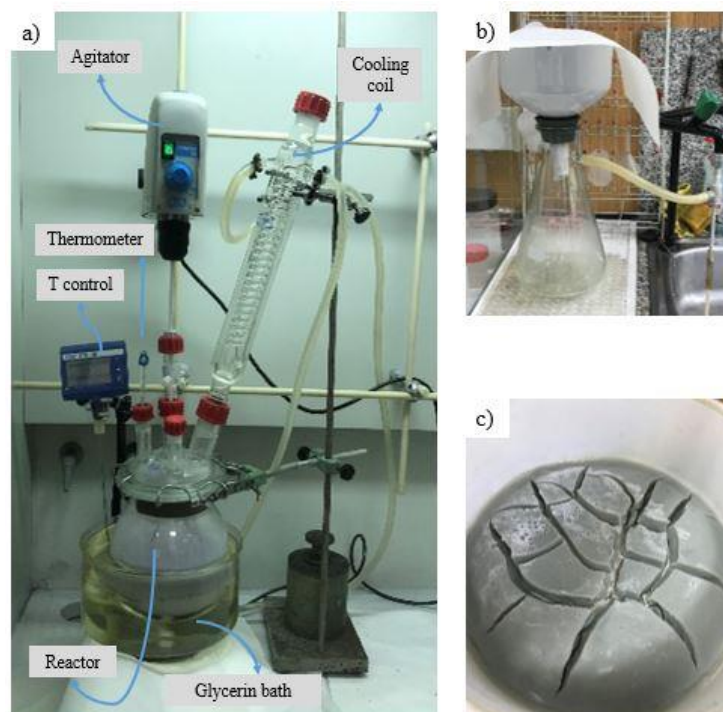 a)
Agitator
Cooling
coil
Thermometer
T control
Reactor
Glycerin bath
b)
c)